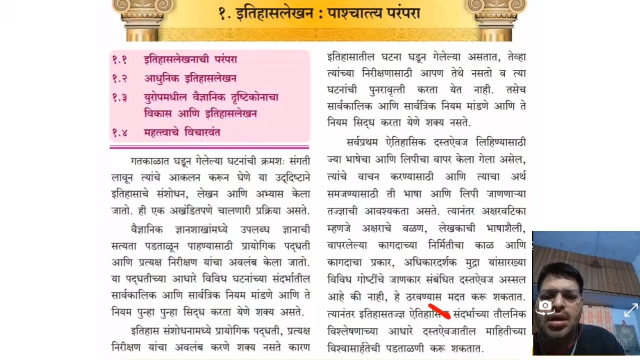 १. इतिहासलेखन : पाश्चात्य परंपरा
१.१ इतिहासलेखनाची परंपरा
१.२ आधुनिक इतिहासलेखन
१.३ युरोपमधील वैज्ञानिक दृष्टिकोनाचा
विकास आणि इतिहासलेखन
१.४ महत्त्वाचे विचारवंत
गतकाळात घडून गेलेल्या घटनांची क्रमशः संगती
लावून त्यांचे आकलन करून घेणे या उद्‌दिष्टाने
इतिहासाचे संशोधन, लेखन आणि अभ्यास केला
जातो. ही एक अखंडितपणे चालणारी प्रक्रिया असते.
वैज्ञानिक ज्ञानशाखांमध्ये उपलब्ध ज्ञानाची
सत्यता पडताळून पाहण्यासाठी प्रायोगिक पद्धती
आणि प्रत्यक्ष निरीक्षण यांचा अवलंब केला जातो.
या पद्धतीच्या आधारे विविध घटनांच्या संदर्भातील
सार्वकालिक आणि सार्वत्रिक नियम मांडणे आणि ते
नियम पुन्हा पुन्हा सिद्ध करता येणे शक्य असते.
इतिहास संशोधनामध्ये प्रायोगिक पद्धती, प्रत्यक्ष
निरीक्षण यांचा अवलंब करणे शक्य नसते कारण
इतिहासातील घटना घडून गेलेल्या असतात, तेव्हा
त्यांच्या निरीक्षणासाठी आपण तेथे नसतो व त्या
घटनांची पुनरावृत्ती करता येत नाही. तसेच
सार्वकालिक आणि सार्वत्रिक नियम मांडणे आणि ते
नियम सिद्ध करता येणे शक्य नसते.
सर्वप्रथम ऐतिहासिक दस्तऐवज लिहिण्यासाठी
ज्या भाषेचा आणि लिपीचा वापर केला गेला असेल,
त्यांचे वाचन करण्यासाठी आणि त्याचा अर्थ
समजण्यासाठी ती भाषा आणि लिपी जाणणाऱ्या
तज्ज्ञाची आवश्यकता असते. त्यानंतर अक्षरवटिका
म्हणजे अक्षराचे वळण, लेखकाची भाषाशैली,
वापरलेल्या कागदाच्या निर्मितीचा काळ आणि
कागदाचा प्रकार, अधिकारदर्शक मुद्रा यांसारख्या
विविध गोष्टींचे जाणकार संबंधित दस्तऐवज अस्सल
आहे की नाही, हे ठरवण्यास मदत करू शकतात.
त्यानंतर इतिहासतज्ज्ञ ऐतिहासिक संदर्भाच्या तौलनिक
विश्लेषणाच्या आधारे दस्तऐवजातील माहितीच्या
विश्वासार्हतेची पडताळणी करू शकतात.